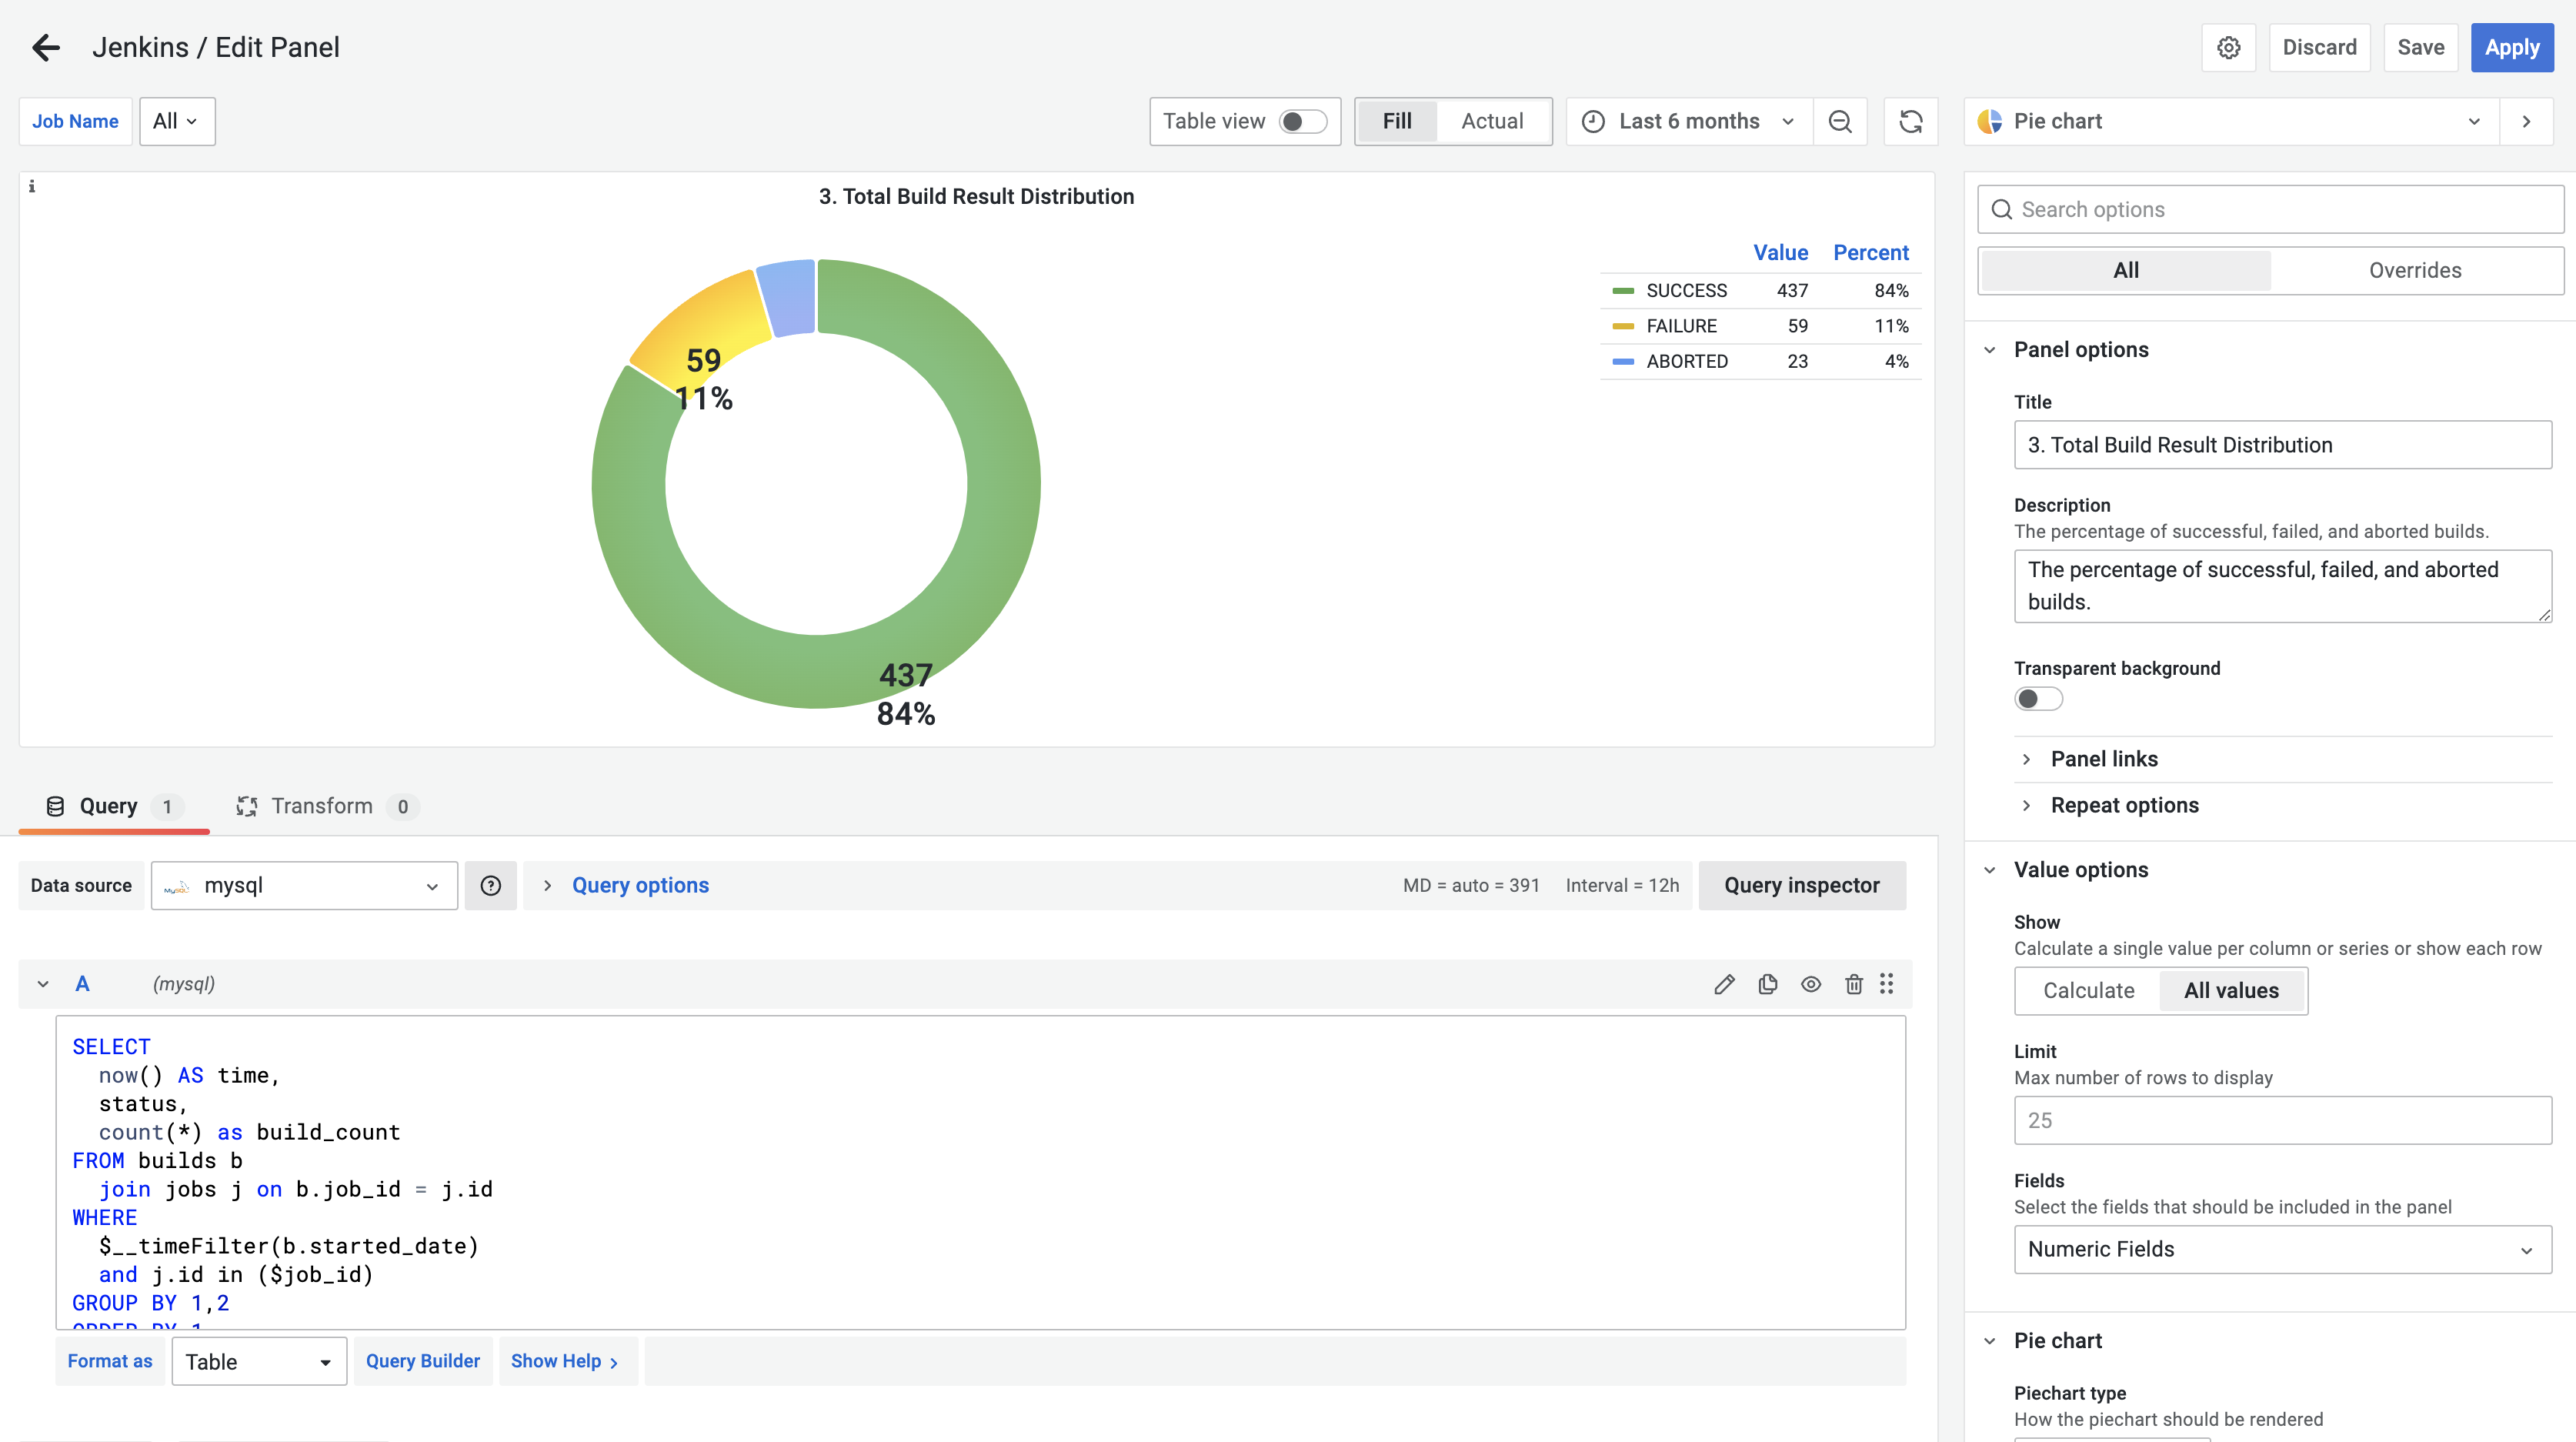 Jenkins / Edit Panel
Discard
Save
Apply
Job Name
All
Table view
Fill
Actual
Last 6 months
Pie chart
i
3. Total Build Result Distribution
Value Percent
SUCCESS 437 84%
FAILURE 59 11%
ABORTED 23 4%
59
11%
437
84%
Query 1
Transform 0
Data source
MySQL
mysql
Query options
MD = auto = 391
Interval = 12h
Query inspector
A
(mysql)
SELECT
now() AS time,
status,
count(*) as build_count
FROM builds b
join jobs j on b.job_id = j.id
WHERE
$__timeFilter(b.started_date)
and j.id in ($job_id)
GROUP BY 1,2
ORDER BY 1
Format as
Table
Query Builder
Show Help
Search options
All
Overrides
Panel options
Title
3. Total Build Result Distribution
Description
The percentage of successful, failed, and aborted builds.
The percentage of successful, failed, and aborted
builds.
Transparent background
Panel links
Repeat options
Value options
Show
Calculate a single value per column or series or show each row
Calculate
All values
Limit
Max number of rows to display
25
Fields
Select the fields that should be included in the panel
Numeric Fields
Pie chart
Piechart type
How the piechart should be rendered